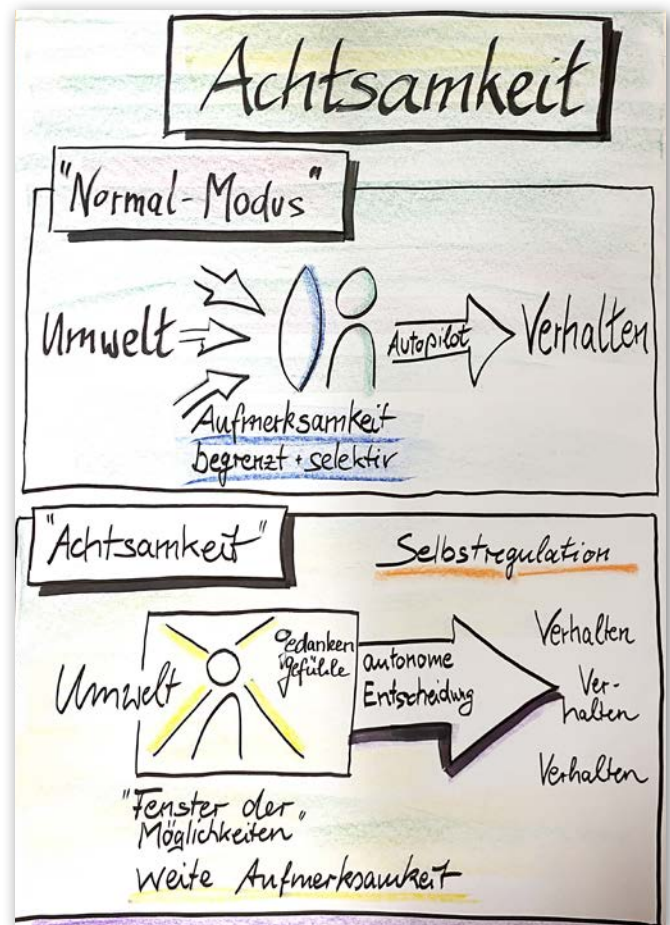 Achtsamkeit
"Normal-Modus"
Umwelt
Autopilot
Verhalten
Aufmerksamkeit
begrenzt + selektiv
"Achtsamkeit"
Selbstregulation
Umwelt
Gedanken
Gefühle
autonome
Entscheidung
Verhalten
Ver-
halten
Verhalten
"Fenster der
Möglichkeiten"
Weite Aufmerksamkeit